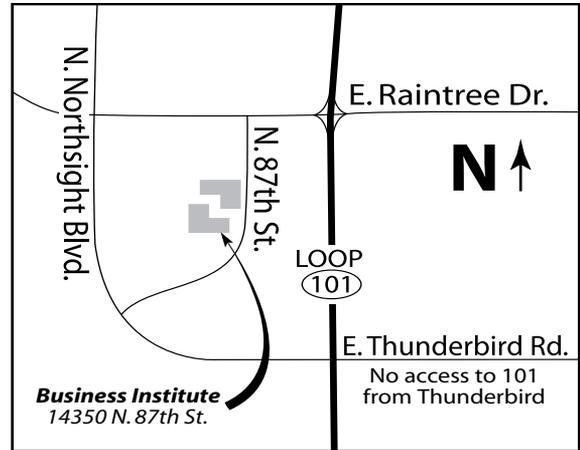 N. Northsight Blvd.
E. Raintree Dr.
N. 87th St.
N
LOOP
101
E. Thunderbird Rd.
No access to 101
from Thunderbird
Business Institute
14350 N. 87th St.